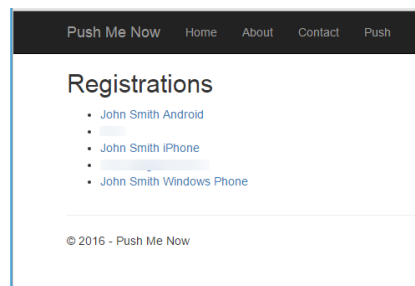 Push Me Now Home About Contact Push
Registrations
John Smith Android
John Smith iPhone
John Smith Windows Phone
© 2016 - Push Me Now